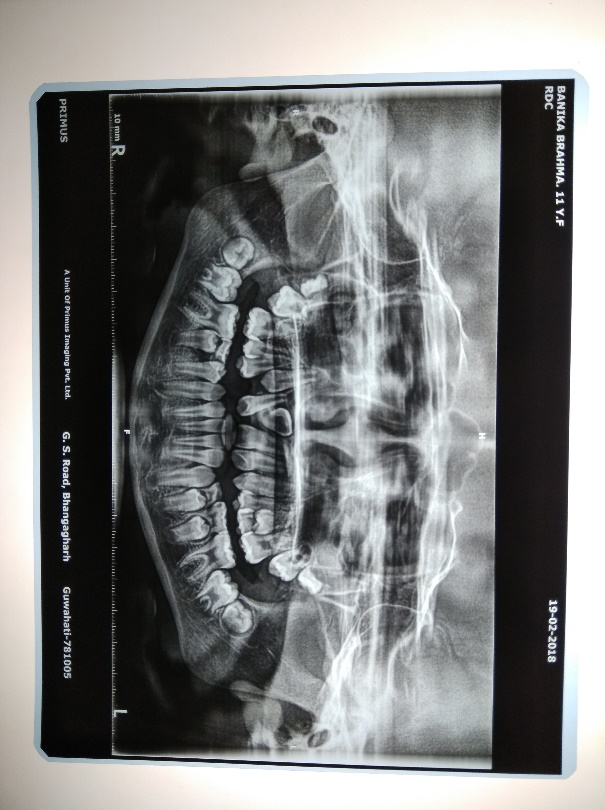 BANIKA BRAHMA. 11 Y.F
RDC
19-02-2018
H
10 mm
R
L
F
PRIMUS
A Unit Of Primus Imaging Pvt. Ltd.
G. S. Road, Bhangagharh
Guwahati-781005